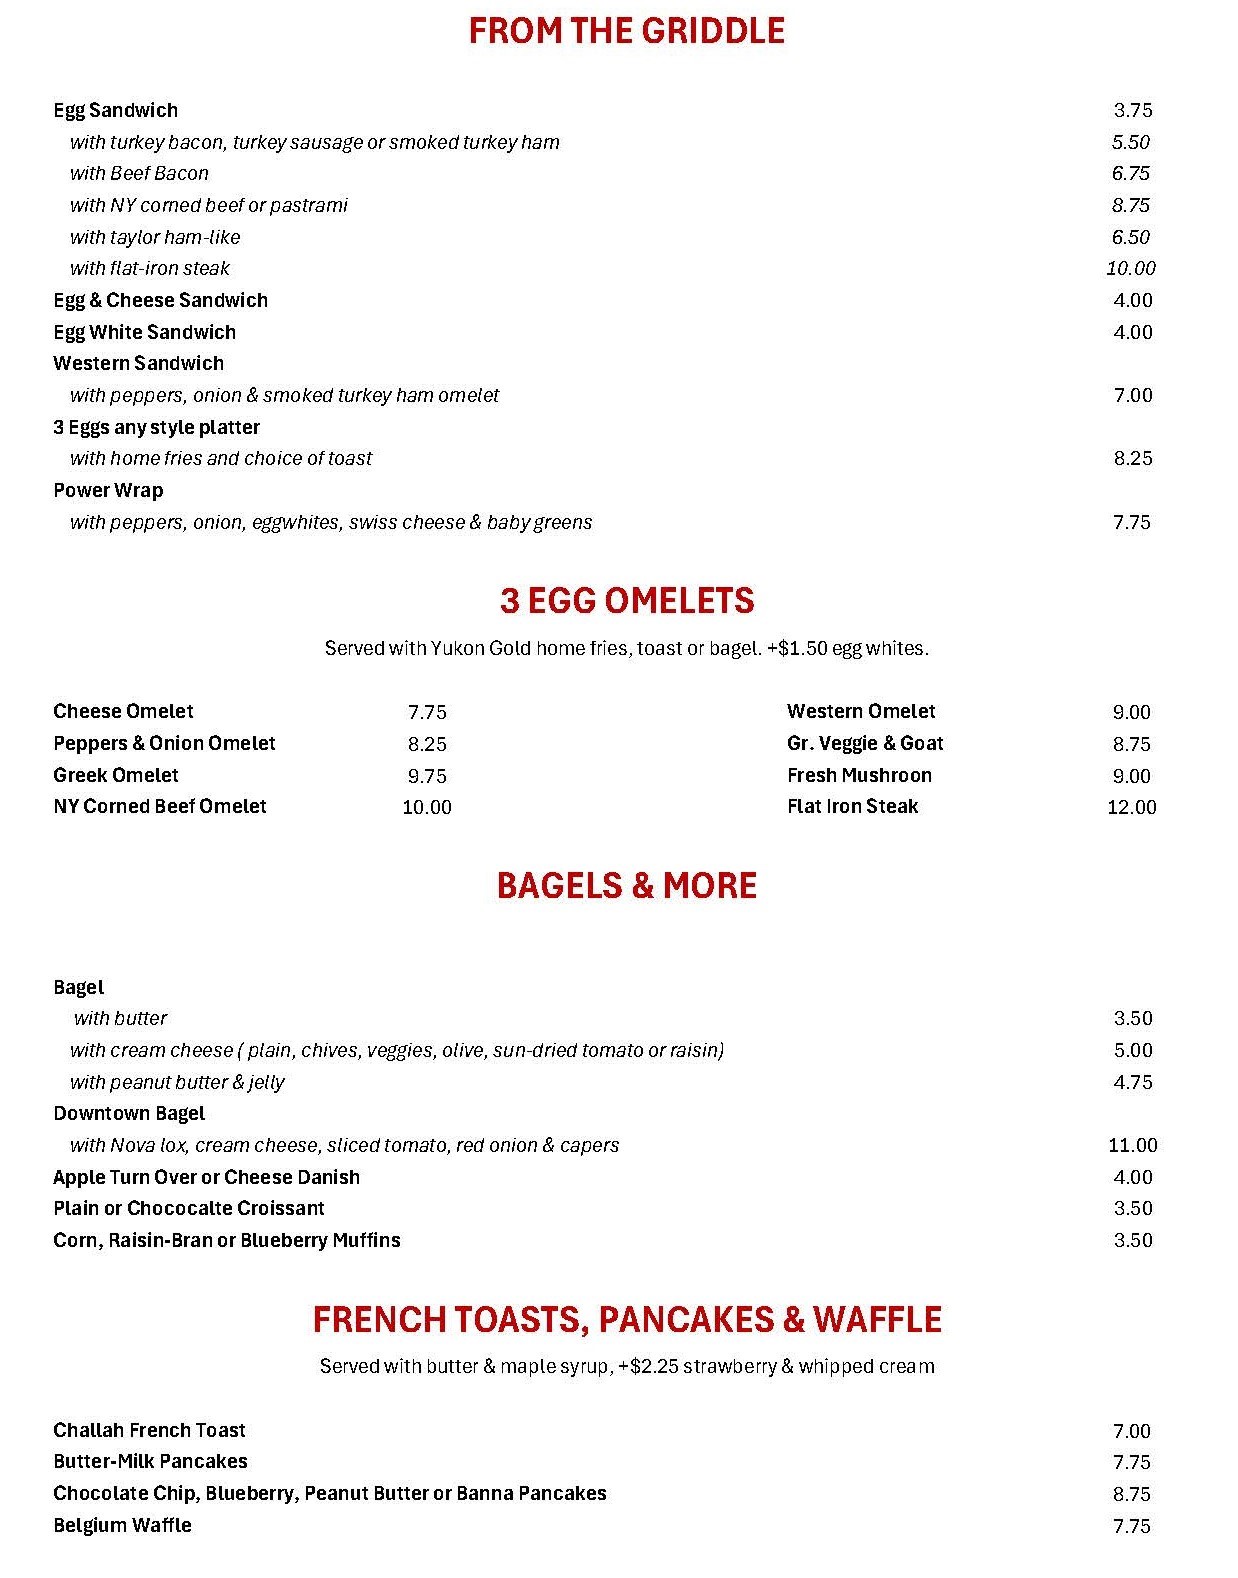 FROM THE GRIDDLE
Egg Sandwich 3.75
with turkey bacon, turkey sausage or smoked turkey ham 5.50
with Beef Bacon 6.75
with NY corned beef or pastrami 8.75
with taylor ham-like 6.50
with flat-iron steak 10.00
Egg & Cheese Sandwich 4.00
Egg White Sandwich 4.00
Western Sandwich
with peppers, onion & smoked turkey ham omelet 7.00
3 Eggs any style platter
with home fries and choice of toast 8.25
Power Wrap
with peppers, onion, eggwhites, swiss cheese & baby greens 7.75
3 EGG OMELETS
Served with Yukon Gold home fries, toast or bagel. +$1.50 egg whites.
Cheese Omelet 7.75 Western Omelet 9.00
Peppers & Onion Omelet 8.25 Gr. Veggie & Goat 8.75
Greek Omelet 9.75 Fresh Mushroon 9.00
NY Corned Beef Omelet 10.00 Flat Iron Steak 12.00
BAGELS & MORE
Bagel
with butter 3.50
with cream cheese ( plain, chives, veggies, olive, sun-dried tomato or raisin) 5.00
with peanut butter & jelly 4.75
Downtown Bagel
with Nova lox, cream cheese, sliced tomato, red onion & capers 11.00
Apple Turn Over or Cheese Danish 4.00
Plain or Chococalte Croissant 3.50
Corn, Raisin-Bran or Blueberry Muffins 3.50
FRENCH TOASTS, PANCAKES & WAFFLE
Served with butter & maple syrup, +$2.25 strawberry & whipped cream
Challah French Toast 7.00
Butter-Milk Pancakes 7.75
Chocolate Chip, Blueberry, Peanut Butter or Banna Pancakes 8.75
Belgium Waffle 7.75